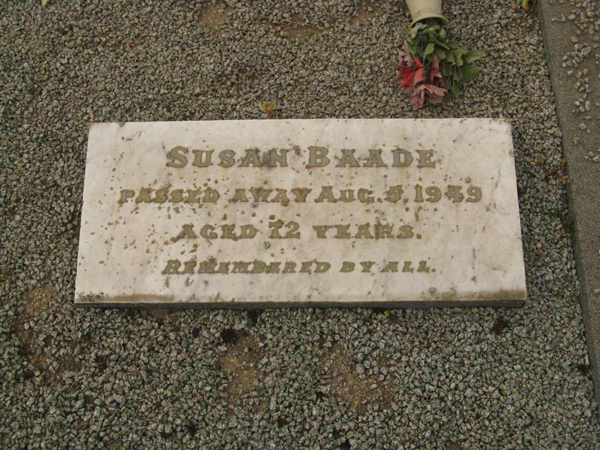 SUSAN BAADE
PASSED AWAY AUG. 5, 1949
AGED 72 YEARS.
REMEMBERED BY ALL.